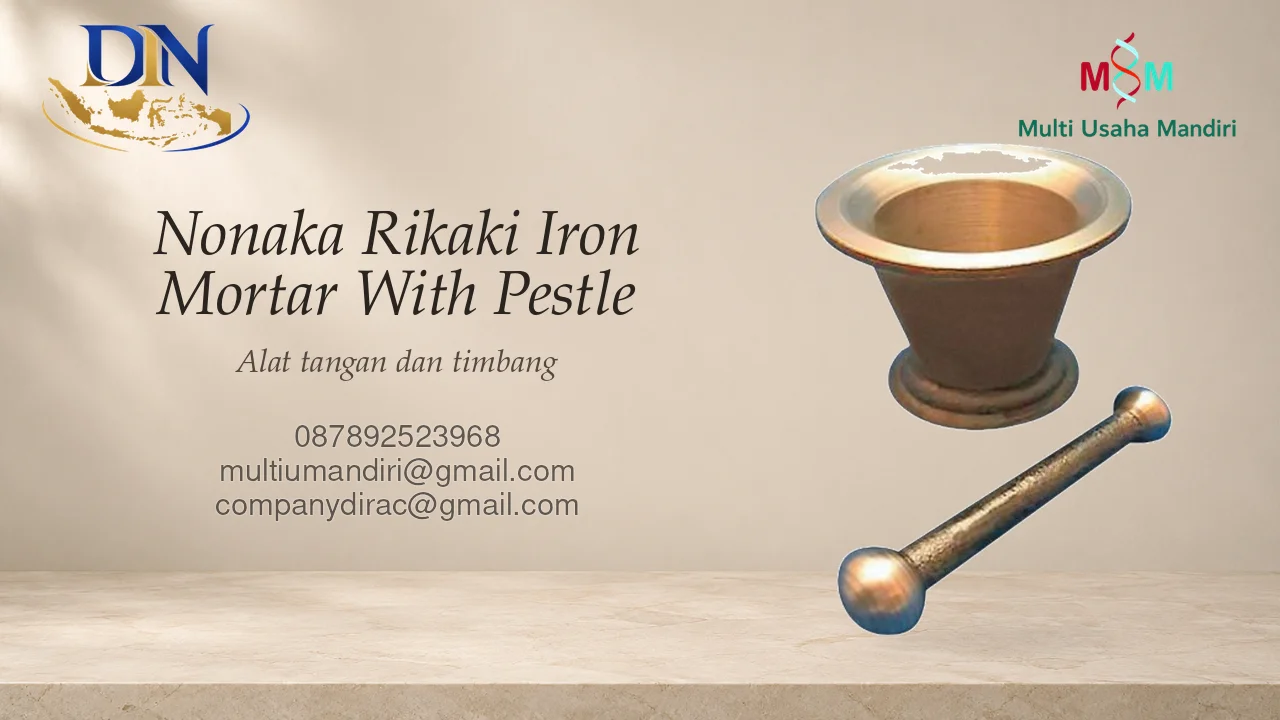 DN
M M
Multi Usaha Mandiri
Nonaka Rikaki Iron
Mortar With Pestle
Alat tangan dan timbang
087892523968
multiumandiri@gmail.com
companydirac@gmail.com